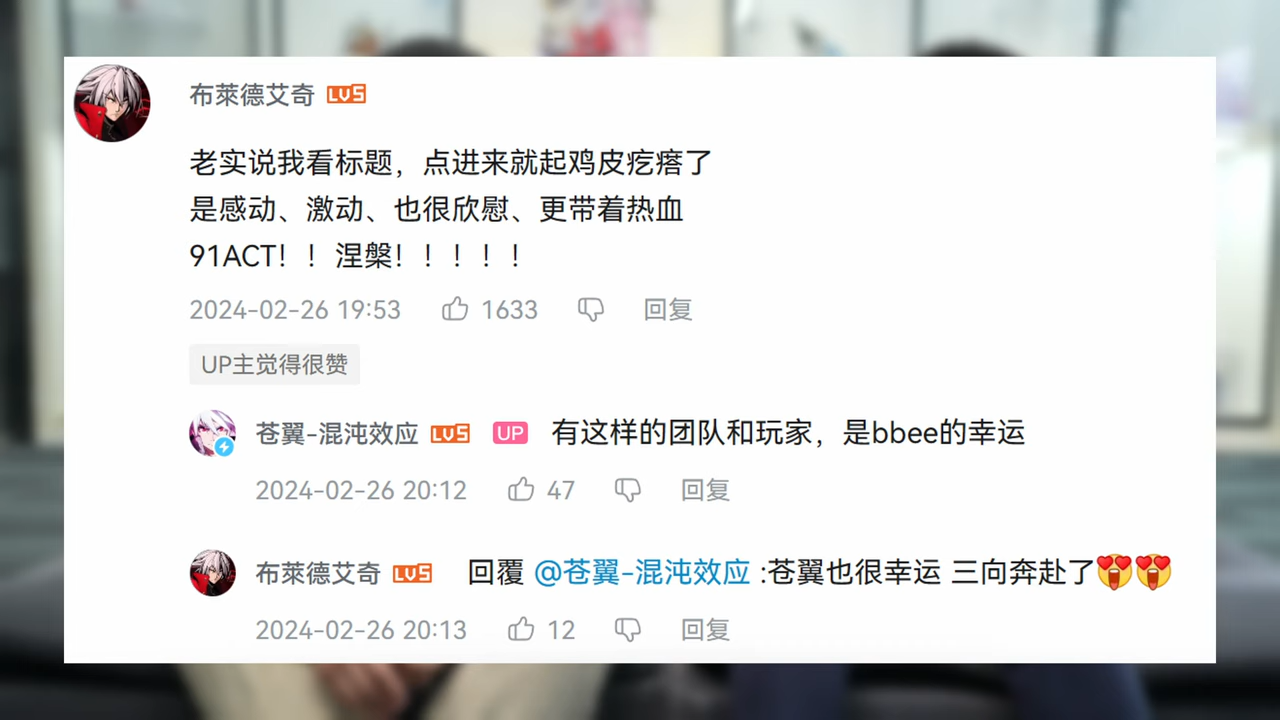 布萊德艾奇 LV5
老实说我看标题，点进来就起鸡皮疙瘩了
是感动、激动、也很欣慰、更带着热血
91ACT！！涅槃！！！！！
2024-02-26 19:53 1633 回复
UP主觉得很赞
苍翼-混沌效应 LV5 UP 有这样的团队和玩家，是bbee的幸运
2024-02-26 20:12 47 回复
布萊德艾奇 LV5 回覆 @苍翼-混沌效应 :苍翼也很幸运 三向奔赴了😍😍
2024-02-26 20:13 12 回复